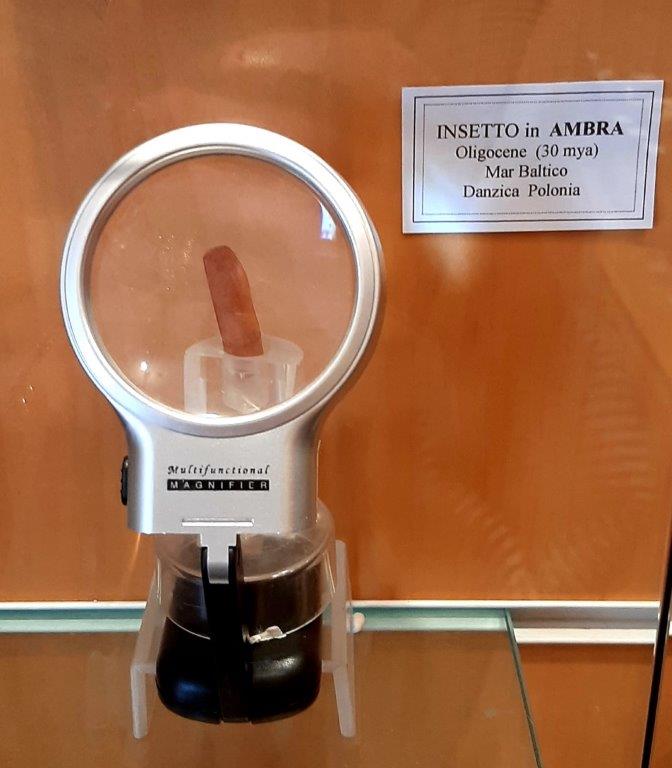 INSETTO in AMBRA
Oligocene (30 mya)
Mar Baltico
Danzica Polonia
Multifunctional
MAGNIFIER